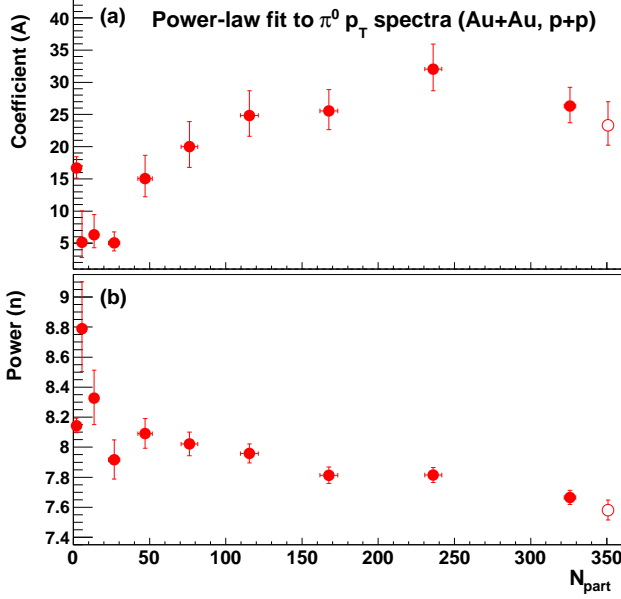 (a) Power-law fit to π⁰ p_T spectra (Au+Au, p+p)
Coefficient (A)
40
35
30
25
20
15
10
5
(b)
Power (n)
9
8.8
8.6
8.4
8.2
8
7.8
7.6
7.4
0 50 100 150 200 250 300 350
N_part